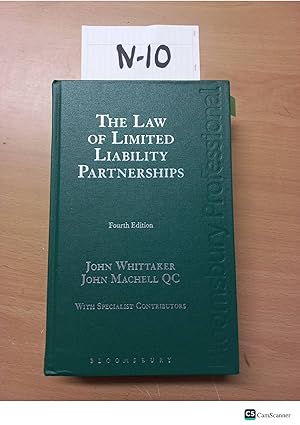 N-10
THE LAW
OF LIMITED
LIABILITY
PARTNERSHIPS
Fourth Edition
JOHN WHITTAKER
JOHN MACHELL QC
WITH SPECIALIST CONTRIBUTORS
BLOOMSBURY
Bloomsbury Professional
CS CamScanner